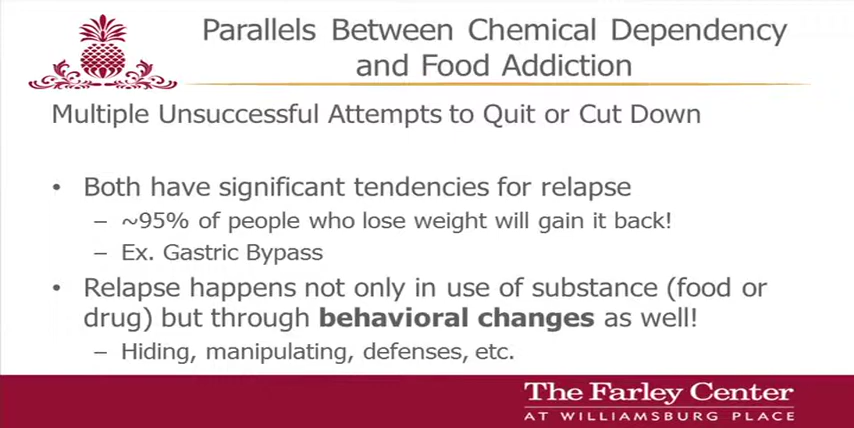 Parallels Between Chemical Dependency
and Food Addiction
Multiple Unsuccessful Attempts to Quit or Cut Down
• Both have significant tendencies for relapse
– ~95% of people who lose weight will gain it back!
– Ex. Gastric Bypass
• Relapse happens not only in use of substance (food or
drug) but through behavioral changes as well!
– Hiding, manipulating, defenses, etc.
The Farley Center
AT WILLIAMSBURG PLACE